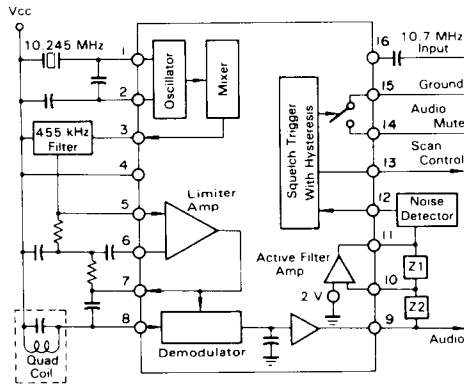 Vcc
10.245 MHz
1
2
3
4
5
6
7
8
455 kHz
Filter
Quad
Coil
Oscillator
Mixer
Limiter
Amp
Demodulator
Squelch Trigger
With Hysteresis
Active Filter
Amp
2 V
16
10.7 MHz
Input
15
Ground
14
Audio
Mute
13
Scan
Control
12
Noise
Detector
11
Z1
10
Z2
9
Audio